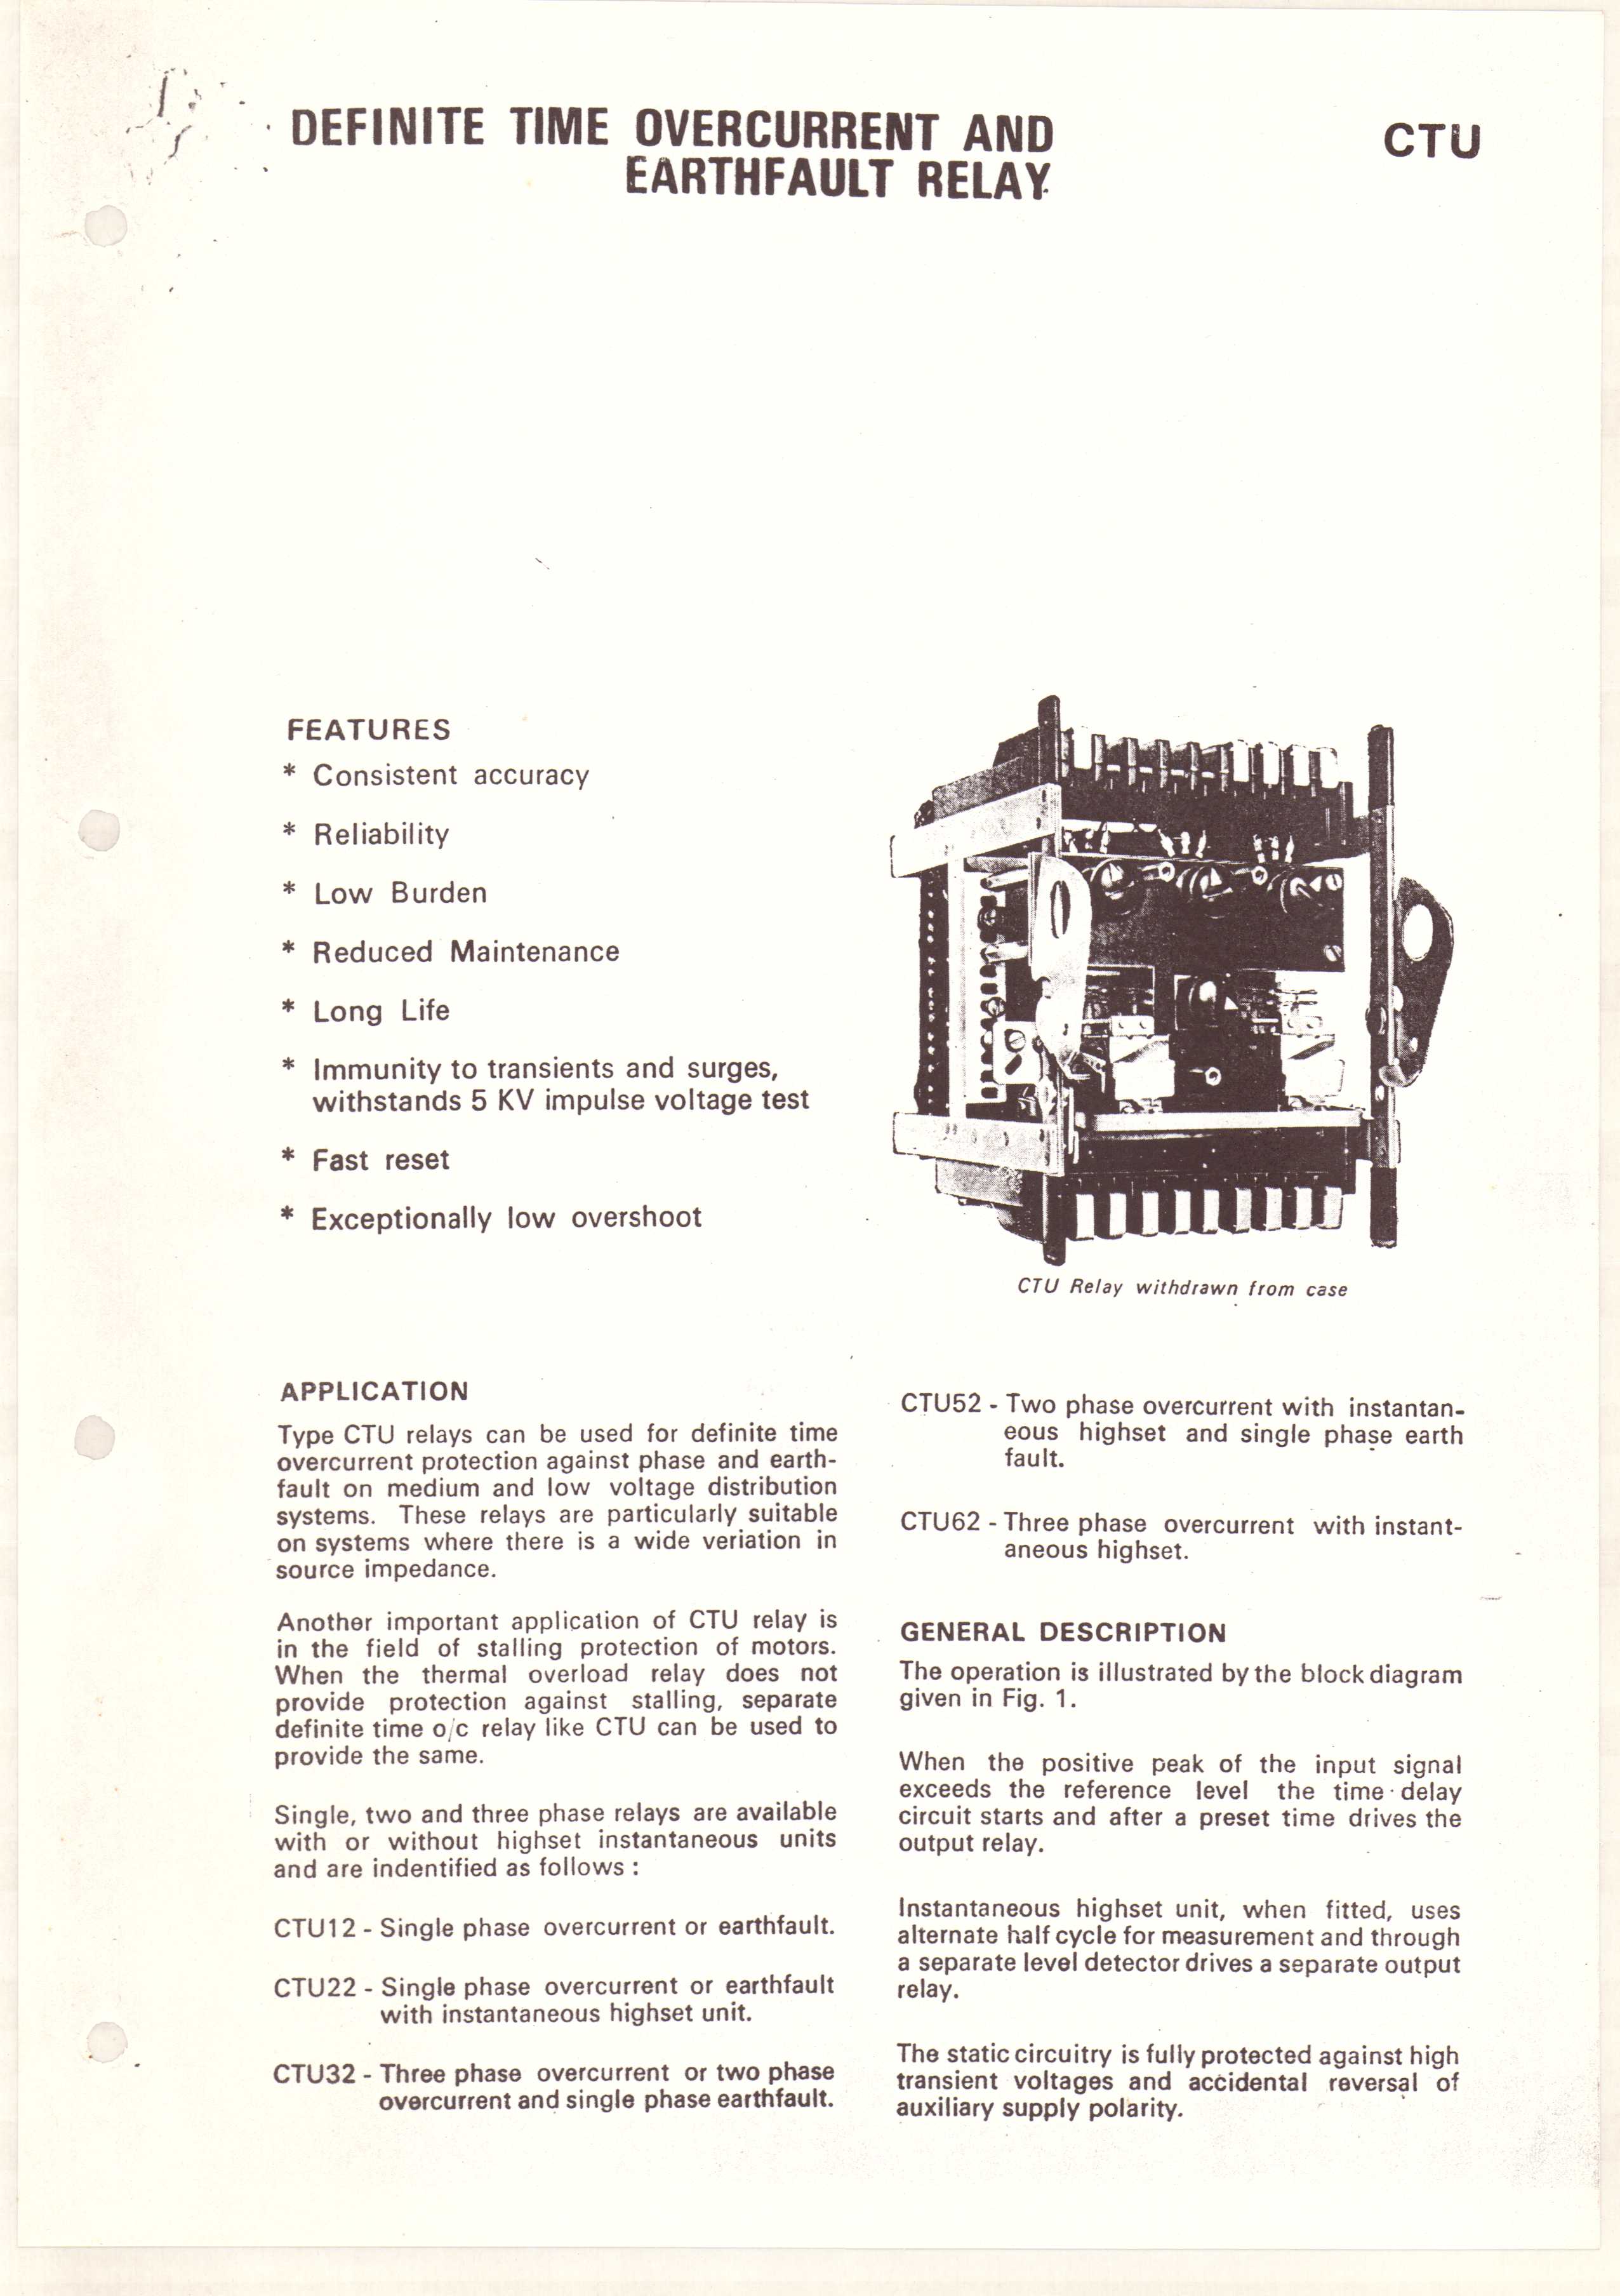 DEFINITE TIME OVERCURRENT AND
EARTHFAULT RELAY
CTU
FEATURES
* Consistent accuracy
* Reliability
* Low Burden
* Reduced Maintenance
* Long Life
* Immunity to transients and surges,
withstands 5 KV impulse voltage test
* Fast reset
* Exceptionally low overshoot
CTU Relay withdrawn from case
APPLICATION
Type CTU relays can be used for definite time
overcurrent protection against phase and earth-
fault on medium and low voltage distribution
systems. These relays are particularly suitable
on systems where there is a wide veriation in
source impedance.
Another important application of CTU relay is
in the field of stalling protection of motors.
When the thermal overload relay does not
provide protection against stalling, separate
definite time o/c relay like CTU can be used to
provide the same.
Single, two and three phase relays are available
with or without highset instantaneous units
and are indentified as follows :
CTU12 - Single phase overcurrent or earthfault.
CTU22 - Single phase overcurrent or earthfault
with instantaneous highset unit.
CTU32 - Three phase overcurrent or two phase
overcurrent and single phase earthfault.
CTU52 - Two phase overcurrent with instantan-
eous highset and single phase earth
fault.
CTU62 - Three phase overcurrent with instant-
aneous highset.
GENERAL DESCRIPTION
The operation is illustrated by the block diagram
given in Fig. 1.
When the positive peak of the input signal
exceeds the reference level the time delay
circuit starts and after a preset time drives the
output relay.
Instantaneous highset unit, when fitted, uses
alternate half cycle for measurement and through
a separate level detector drives a separate output
relay.
The static circuitry is fully protected against high
transient voltages and accidental reversal of
auxiliary supply polarity.